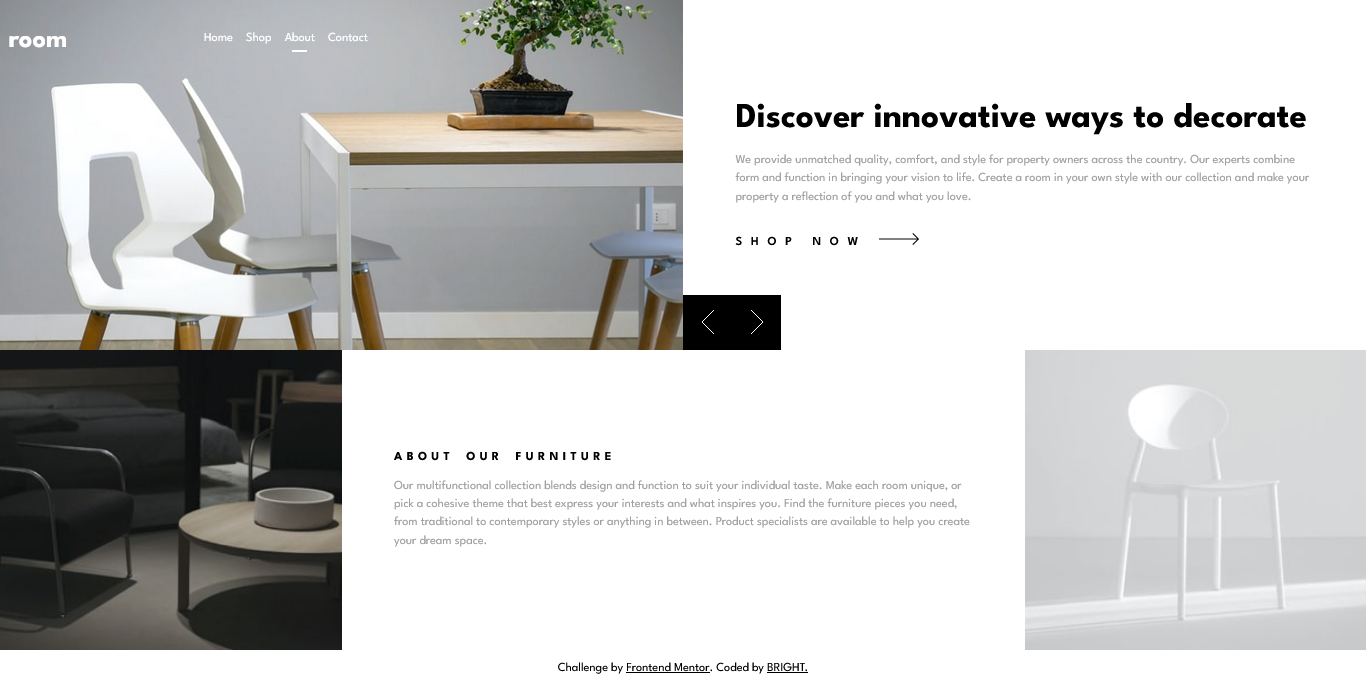 room
Home Shop About Contact
Discover innovative ways to decorate
We provide unmatched quality, comfort, and style for property owners across the country. Our experts combine
form and function in bringing your vision to life. Create a room in your own style with our collection and make your
property a reflection of you and what you love.
SHOP NOW
ABOUT OUR FURNITURE
Our multifunctional collection blends design and function to suit your individual taste. Make each room unique, or
pick a cohesive theme that best express your interests and what inspires you. Find the furniture pieces you need,
from traditional to contemporary styles or anything in between. Product specialists are available to help you create
your dream space.
Challenge by Frontend Mentor. Coded by BRIGHT.